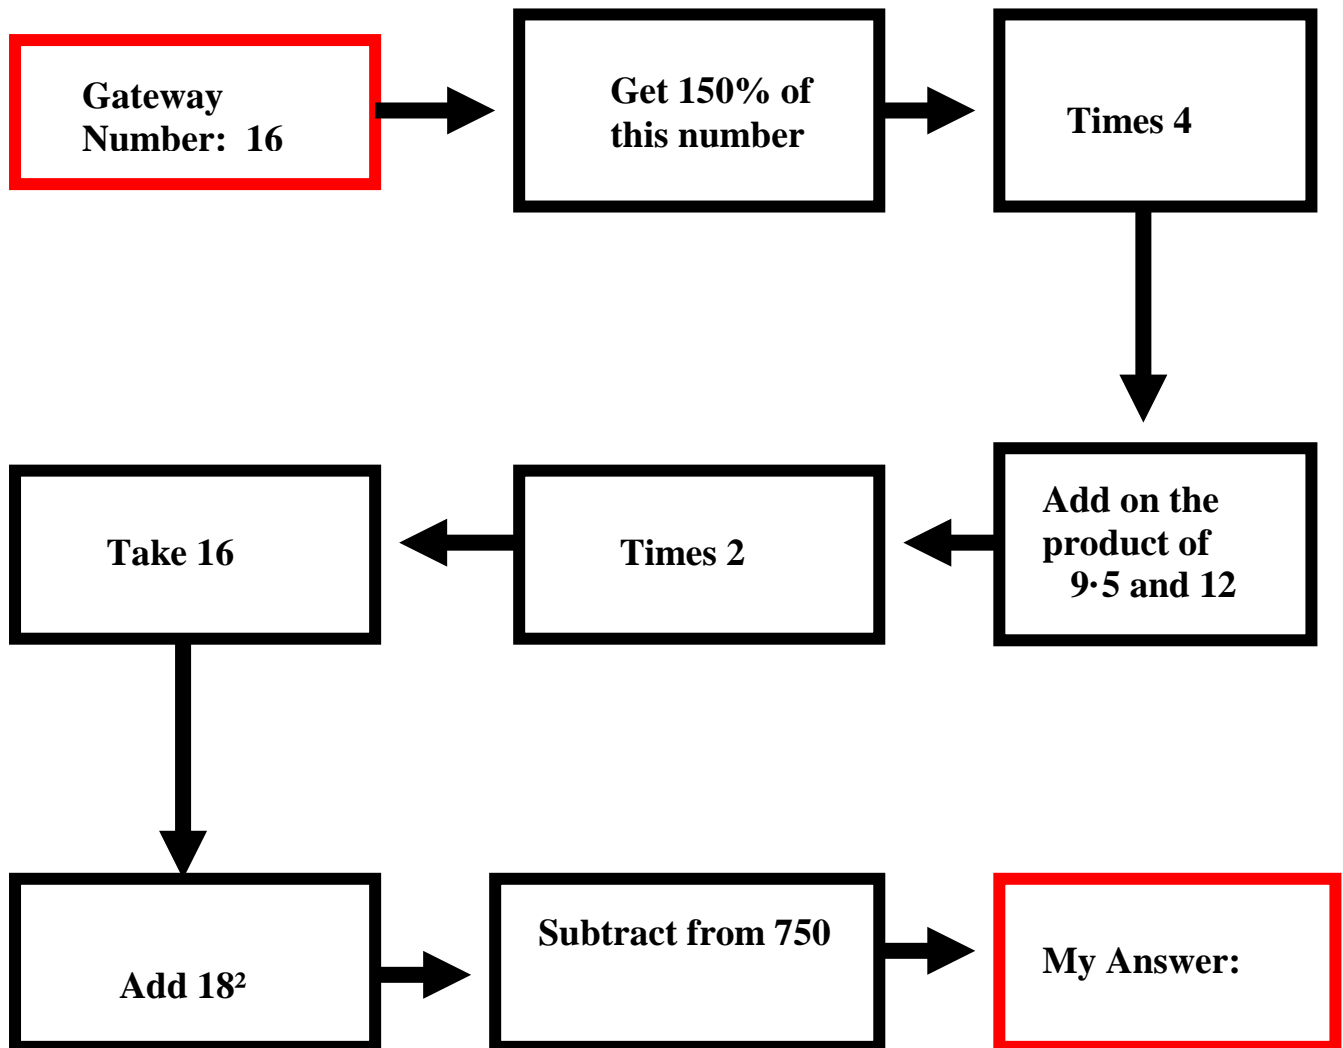 Gateway
Number: 16
Get 150% of
this number
Times 4
Add on the
product of
9·5 and 12
Times 2
Take 16
Add 18²
Subtract from 750
My Answer: